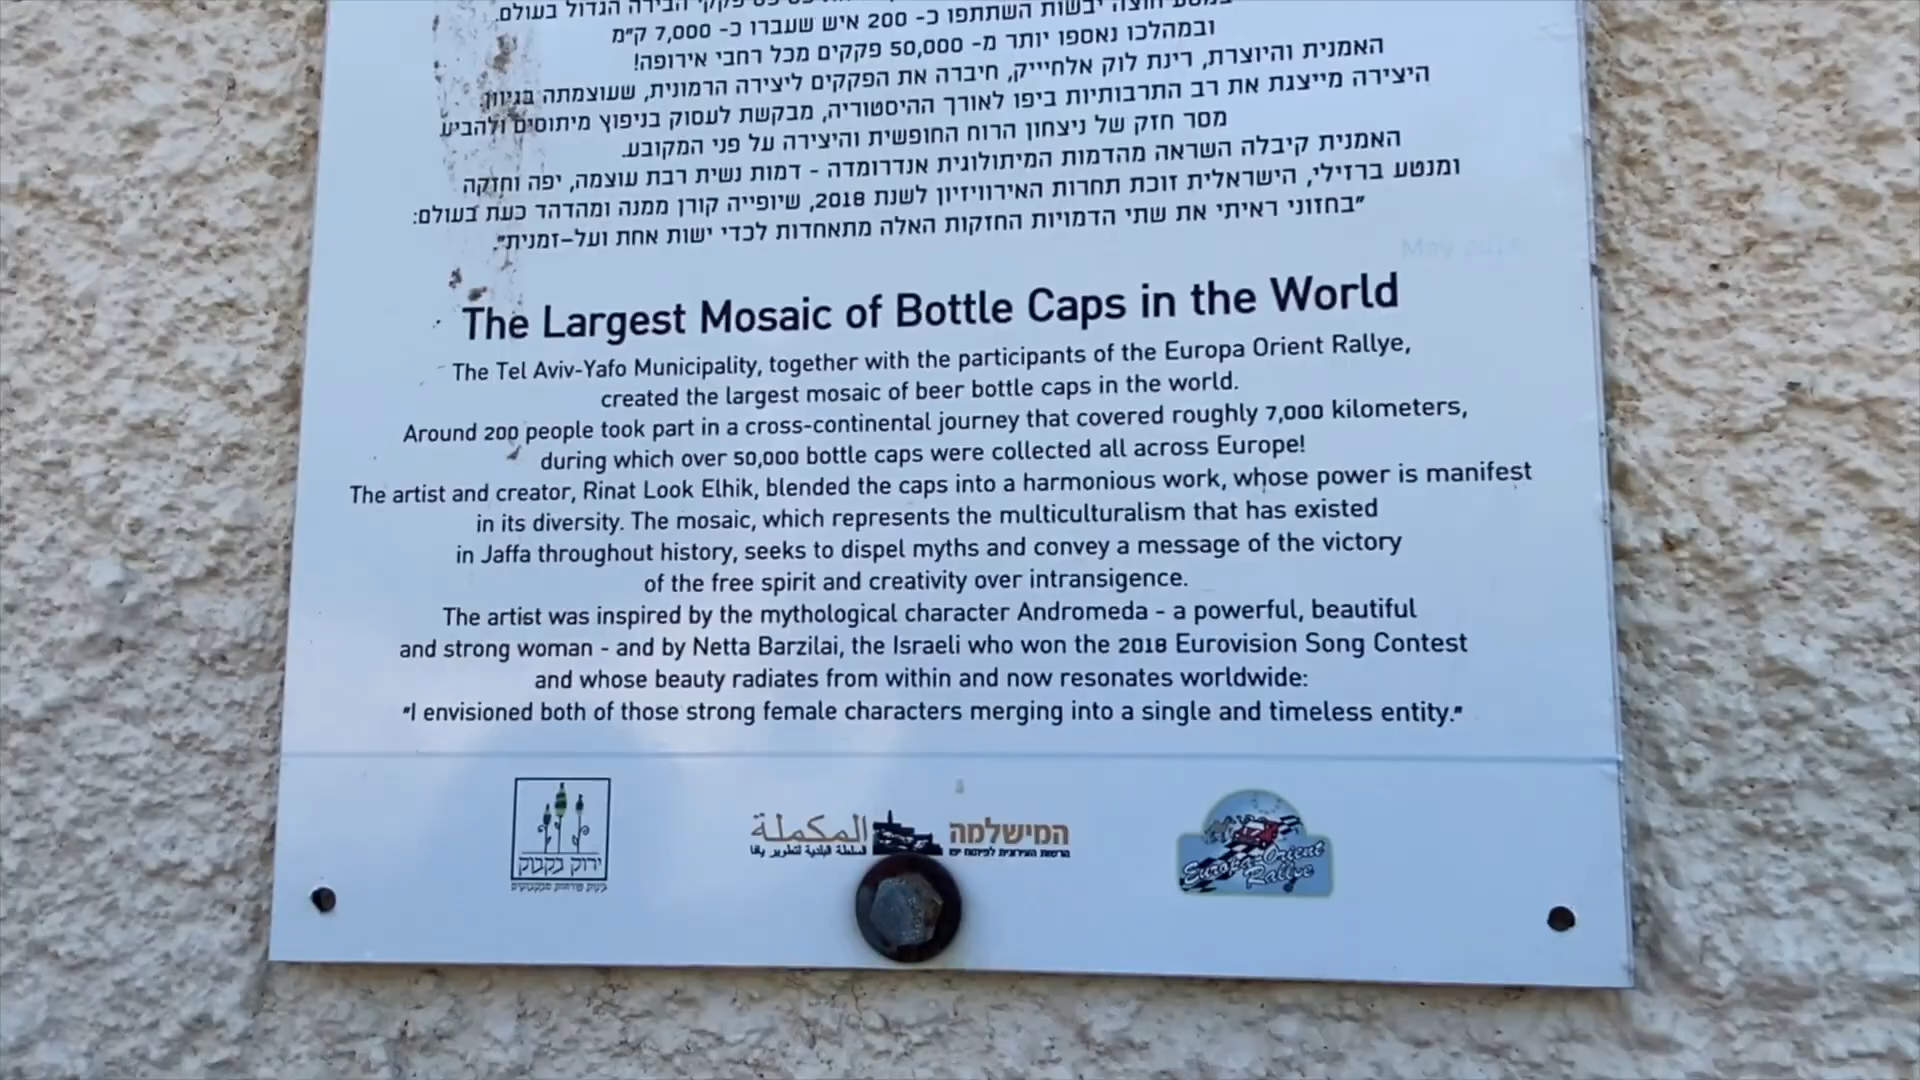 200 איש שעברו כ- 7,000 ק"מ
ובמהלכו נאספו יותר מ- 50,000 פקקים מכל רחבי אירופה!
האמנית והיוצרת, רינת לוק אלחייק, חיברה את הפקקים ליצירה הרמונית, שעוצמתה בגיוון
היצירה מייצגת את רב התרבותיות ביפו לאורך ההיסטוריה, מבקשת לעסוק בניפוץ מיתוסים ולהביע
מסר חזק של ניצחון הרוח החופשית והיצירה על פני המקובע.
האמנית קיבלה השראה מהדמות המיתולוגית אנדרומדה - דמות נשית רבת עוצמה, יפה וחזקה
ומנטע ברזילי, הישראלית זוכת תחרות האירוויזיון לשנת 2018, שיופייה קורן ממנה ומהדהד כעת בעולם:
"בחזוני ראיתי את שתי הדמויות החזקות האלה מתאחדות לכדי ישות אחת ועל-זמנית".
The Largest Mosaic of Bottle Caps in the World
The Tel Aviv-Yafo Municipality, together with the participants of the Europa Orient Rallye,
created the largest mosaic of beer bottle caps in the world.
Around 200 people took part in a cross-continental journey that covered roughly 7,000 kilometers,
during which over 50,000 bottle caps were collected all across Europe!
The artist and creator, Rinat Look Elhik, blended the caps into a harmonious work, whose power is manifest
in its diversity. The mosaic, which represents the multiculturalism that has existed
in Jaffa throughout history, seeks to dispel myths and convey a message of the victory
of the free spirit and creativity over intransigence.
The artist was inspired by the mythological character Andromeda - a powerful, beautiful
and strong woman - and by Netta Barzilai, the Israeli who won the 2018 Eurovision Song Contest
and whose beauty radiates from within and now resonates worldwide:
"I envisioned both of those strong female characters merging into a single and timeless entity."
ירוק בקבוק
المكملة המישלמה
السلطة البلدية لتطوير يافا הרשות העירונית לפיתוח יפו
Europa Orient
Rallye